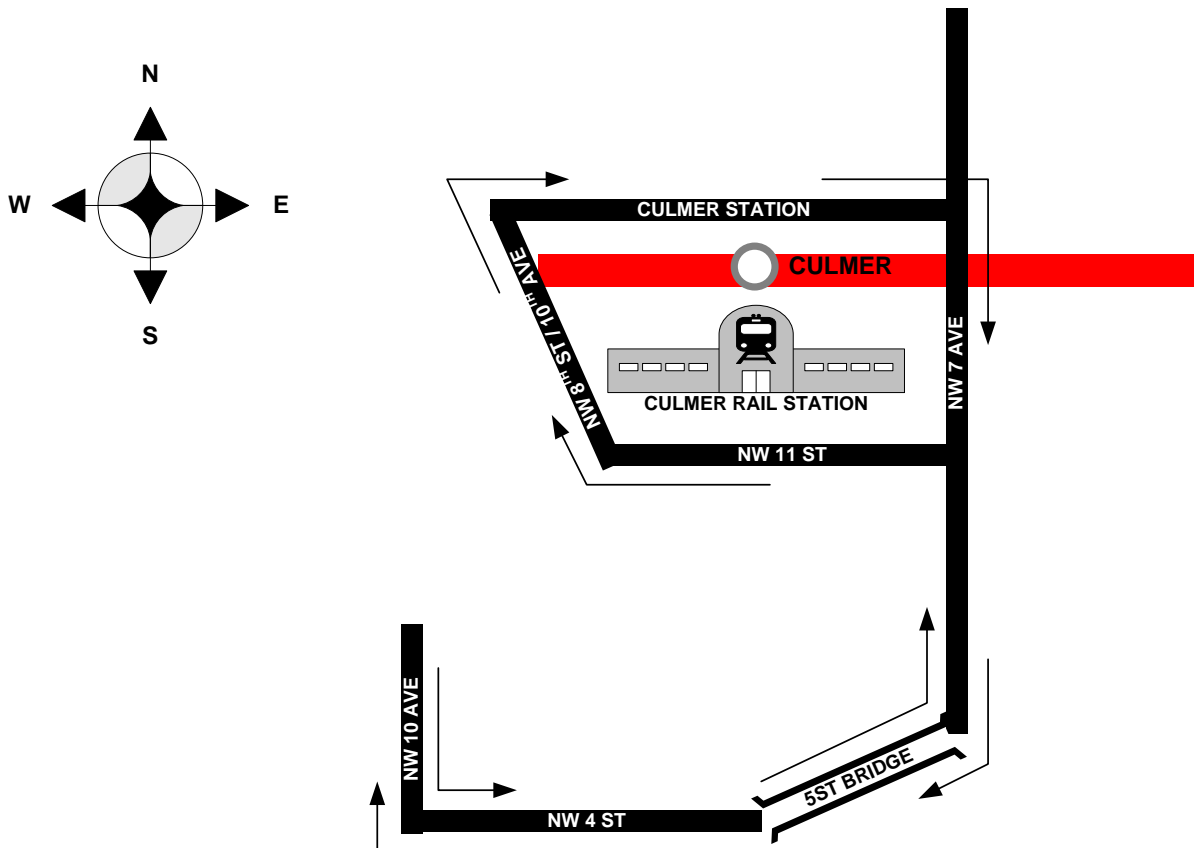 N
W
E
S
CULMER STATION
CULMER
NW 8TH ST / 10TH AVE
NW 7 AVE
CULMER RAIL STATION
NW 11 ST
NW 10 AVE
5ST BRIDGE
NW 4 ST